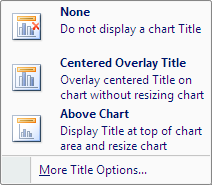 None
Do not display a chart Title
Centered Overlay Title
Overlay centered Title on
chart without resizing chart
Above Chart
Display Title at top of chart
area and resize chart
More Title Options...